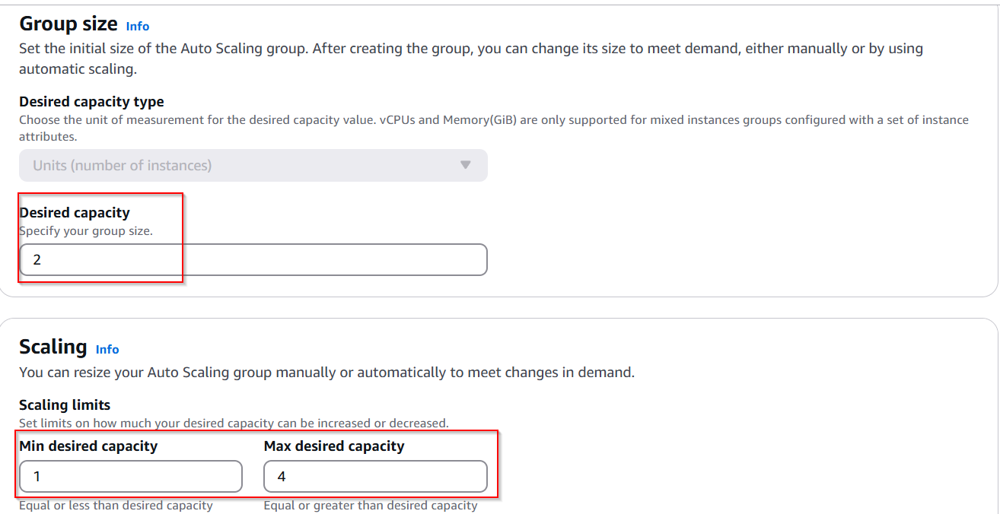 Group size Info
Set the initial size of the Auto Scaling group. After creating the group, you can change its size to meet demand, either manually or by using
automatic scaling.
Desired capacity type
Choose the unit of measurement for the desired capacity value. vCPUs and Memory(GiB) are only supported for mixed instances groups configured with a set of instance
attributes.
Units (number of instances)
Desired capacity
Specify your group size.
2
Scaling Info
You can resize your Auto Scaling group manually or automatically to meet changes in demand.
Scaling limits
Set limits on how much your desired capacity can be increased or decreased.
Min desired capacity Max desired capacity
1 4
Equal or less than desired capacity Equal or greater than desired capacity